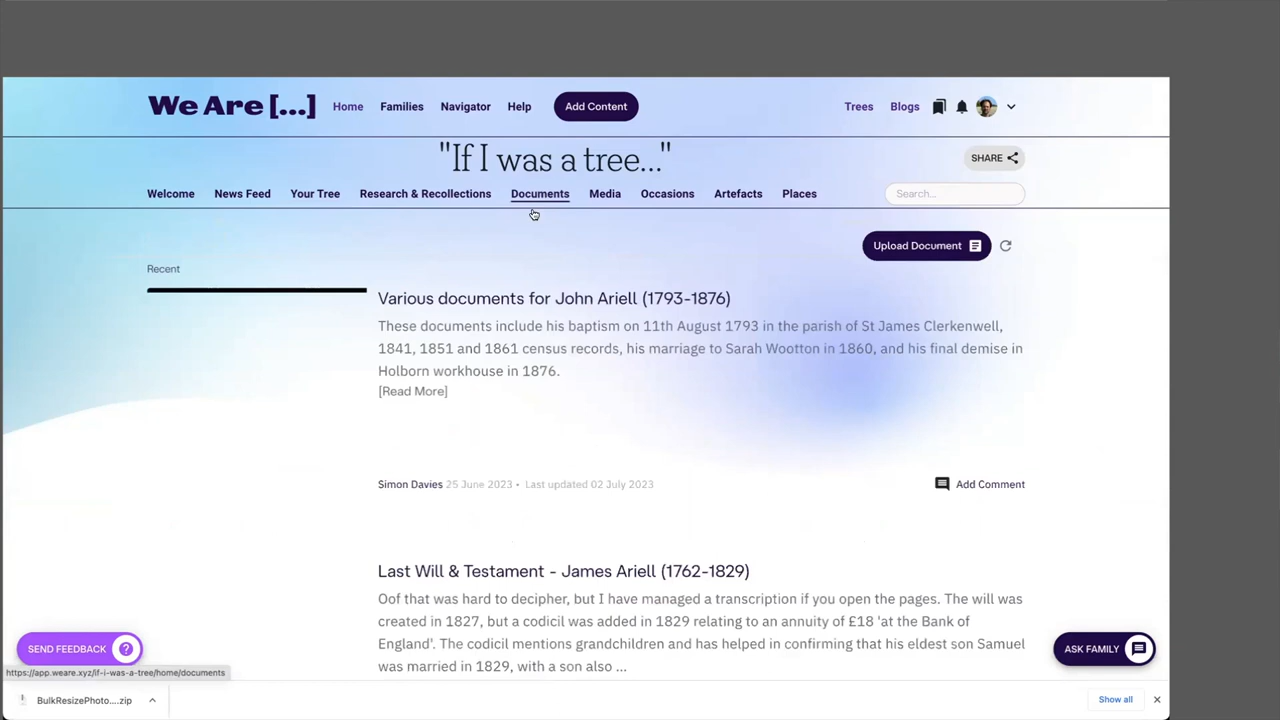 We Are [...] Home Families Navigator Help Add Content Trees Blogs
"If I was a tree..." SHARE
Welcome News Feed Your Tree Research & Recollections Documents Media Occasions Artefacts Places Search...
Upload Document
Recent
Various documents for John Ariell (1793-1876)
These documents include his baptism on 11th August 1793 in the parish of St James Clerkenwell,
1841, 1851 and 1861 census records, his marriage to Sarah Wootton in 1860, and his final demise in
Holborn workhouse in 1876.
[Read More]
Simon Davies 25 June 2023 • Last updated 02 July 2023 Add Comment
Last Will & Testament - James Ariell (1762-1829)
Oof that was hard to decipher, but I have managed a transcription if you open the pages. The will was
created in 1827, but a codicil was added in 1829 relating to an annuity of £18 'at the Bank of
England'. The codicil mentions grandchildren and has helped in confirming that his eldest son Samuel
was married in 1829, with a son also ...
SEND FEEDBACK ? ASK FAMILY
https://app.weare.xyz/if-i-was-a-tree/home/documents
BulkResizePhoto....zip Show all